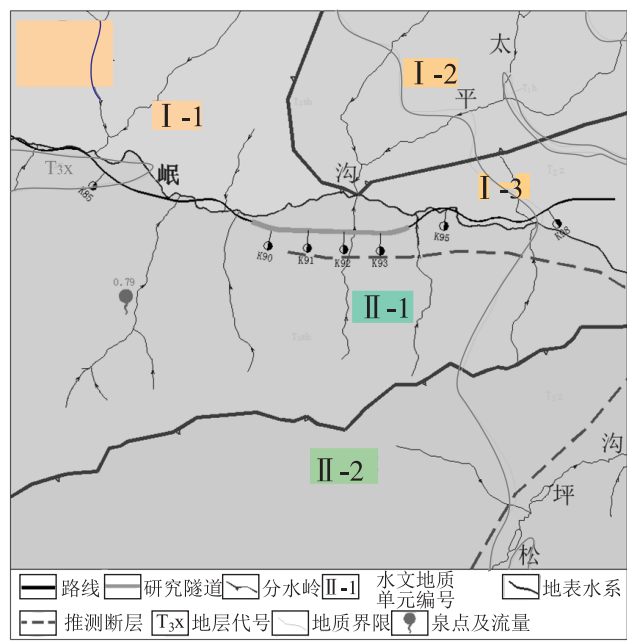 太
Ⅰ-2
平
Ⅰ-1
T₃x
岷
沟
Ⅰ-3
K85
K95
K88
K90
K91
K92
K93
0.79
Ⅱ-1
Ⅱ-2
沟
坪
松
路线
研究隧道
分水岭
Ⅱ-1
水文地质
单元编号
地表水系
推测断层
T₃x
地层代号
地质界限
泉点及流量